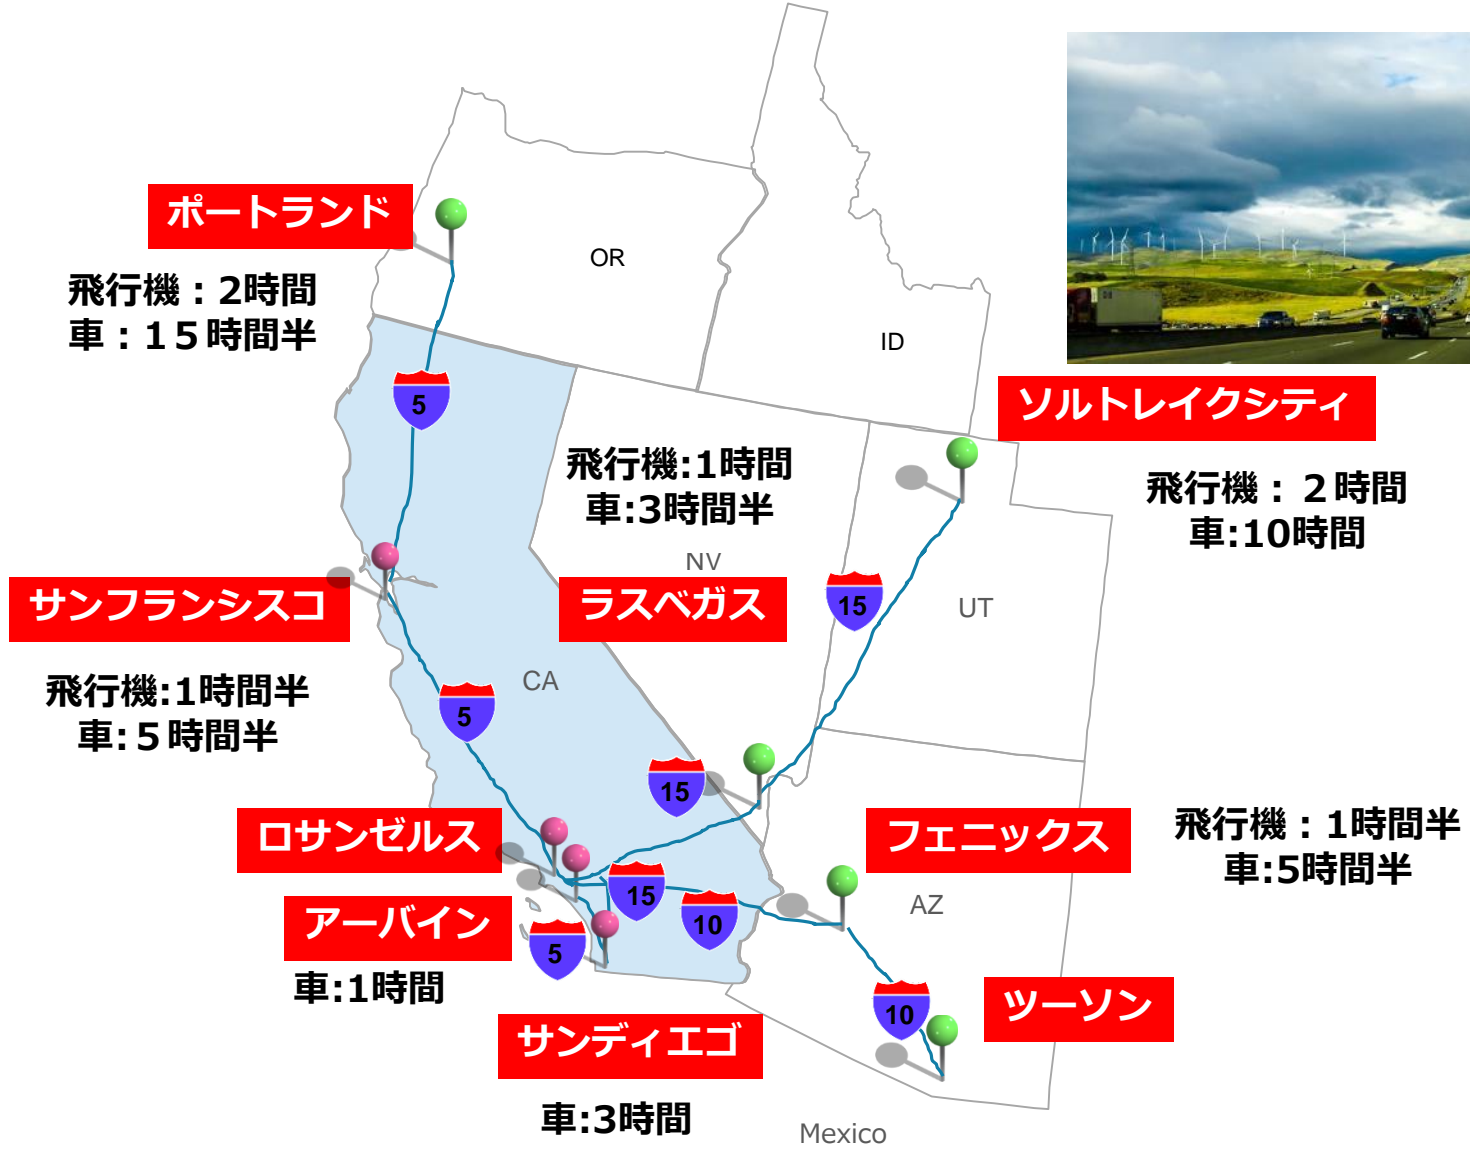 ポートランド
飛行機：2時間
車：1５時間半
OR
ID
5
ソルトレイクシティ
飛行機：２時間
車:10時間
飛行機:1時間
車:3時間半
NV
ラスベガス
15
UT
サンフランシスコ
飛行機:1時間半
車:５時間半
CA
5
15
ロサンゼルス
フェニックス
飛行機：1時間半
車:5時間半
15
10
AZ
アーバイン
車:1時間
5
ツーソン
10
サンディエゴ
車:3時間
Mexico